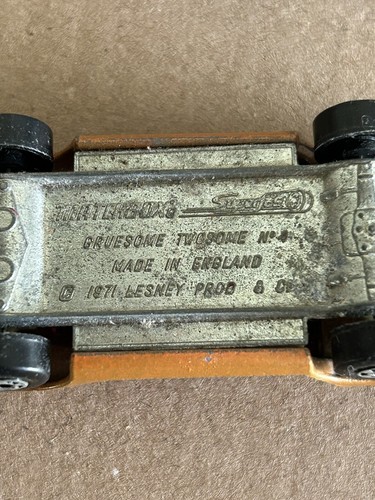 "MATCHBOX" SUPERFAST
GRUESOME TWOSOME Nº 4
MADE IN ENGLAND
© 1971 LESNEY PROD & Co